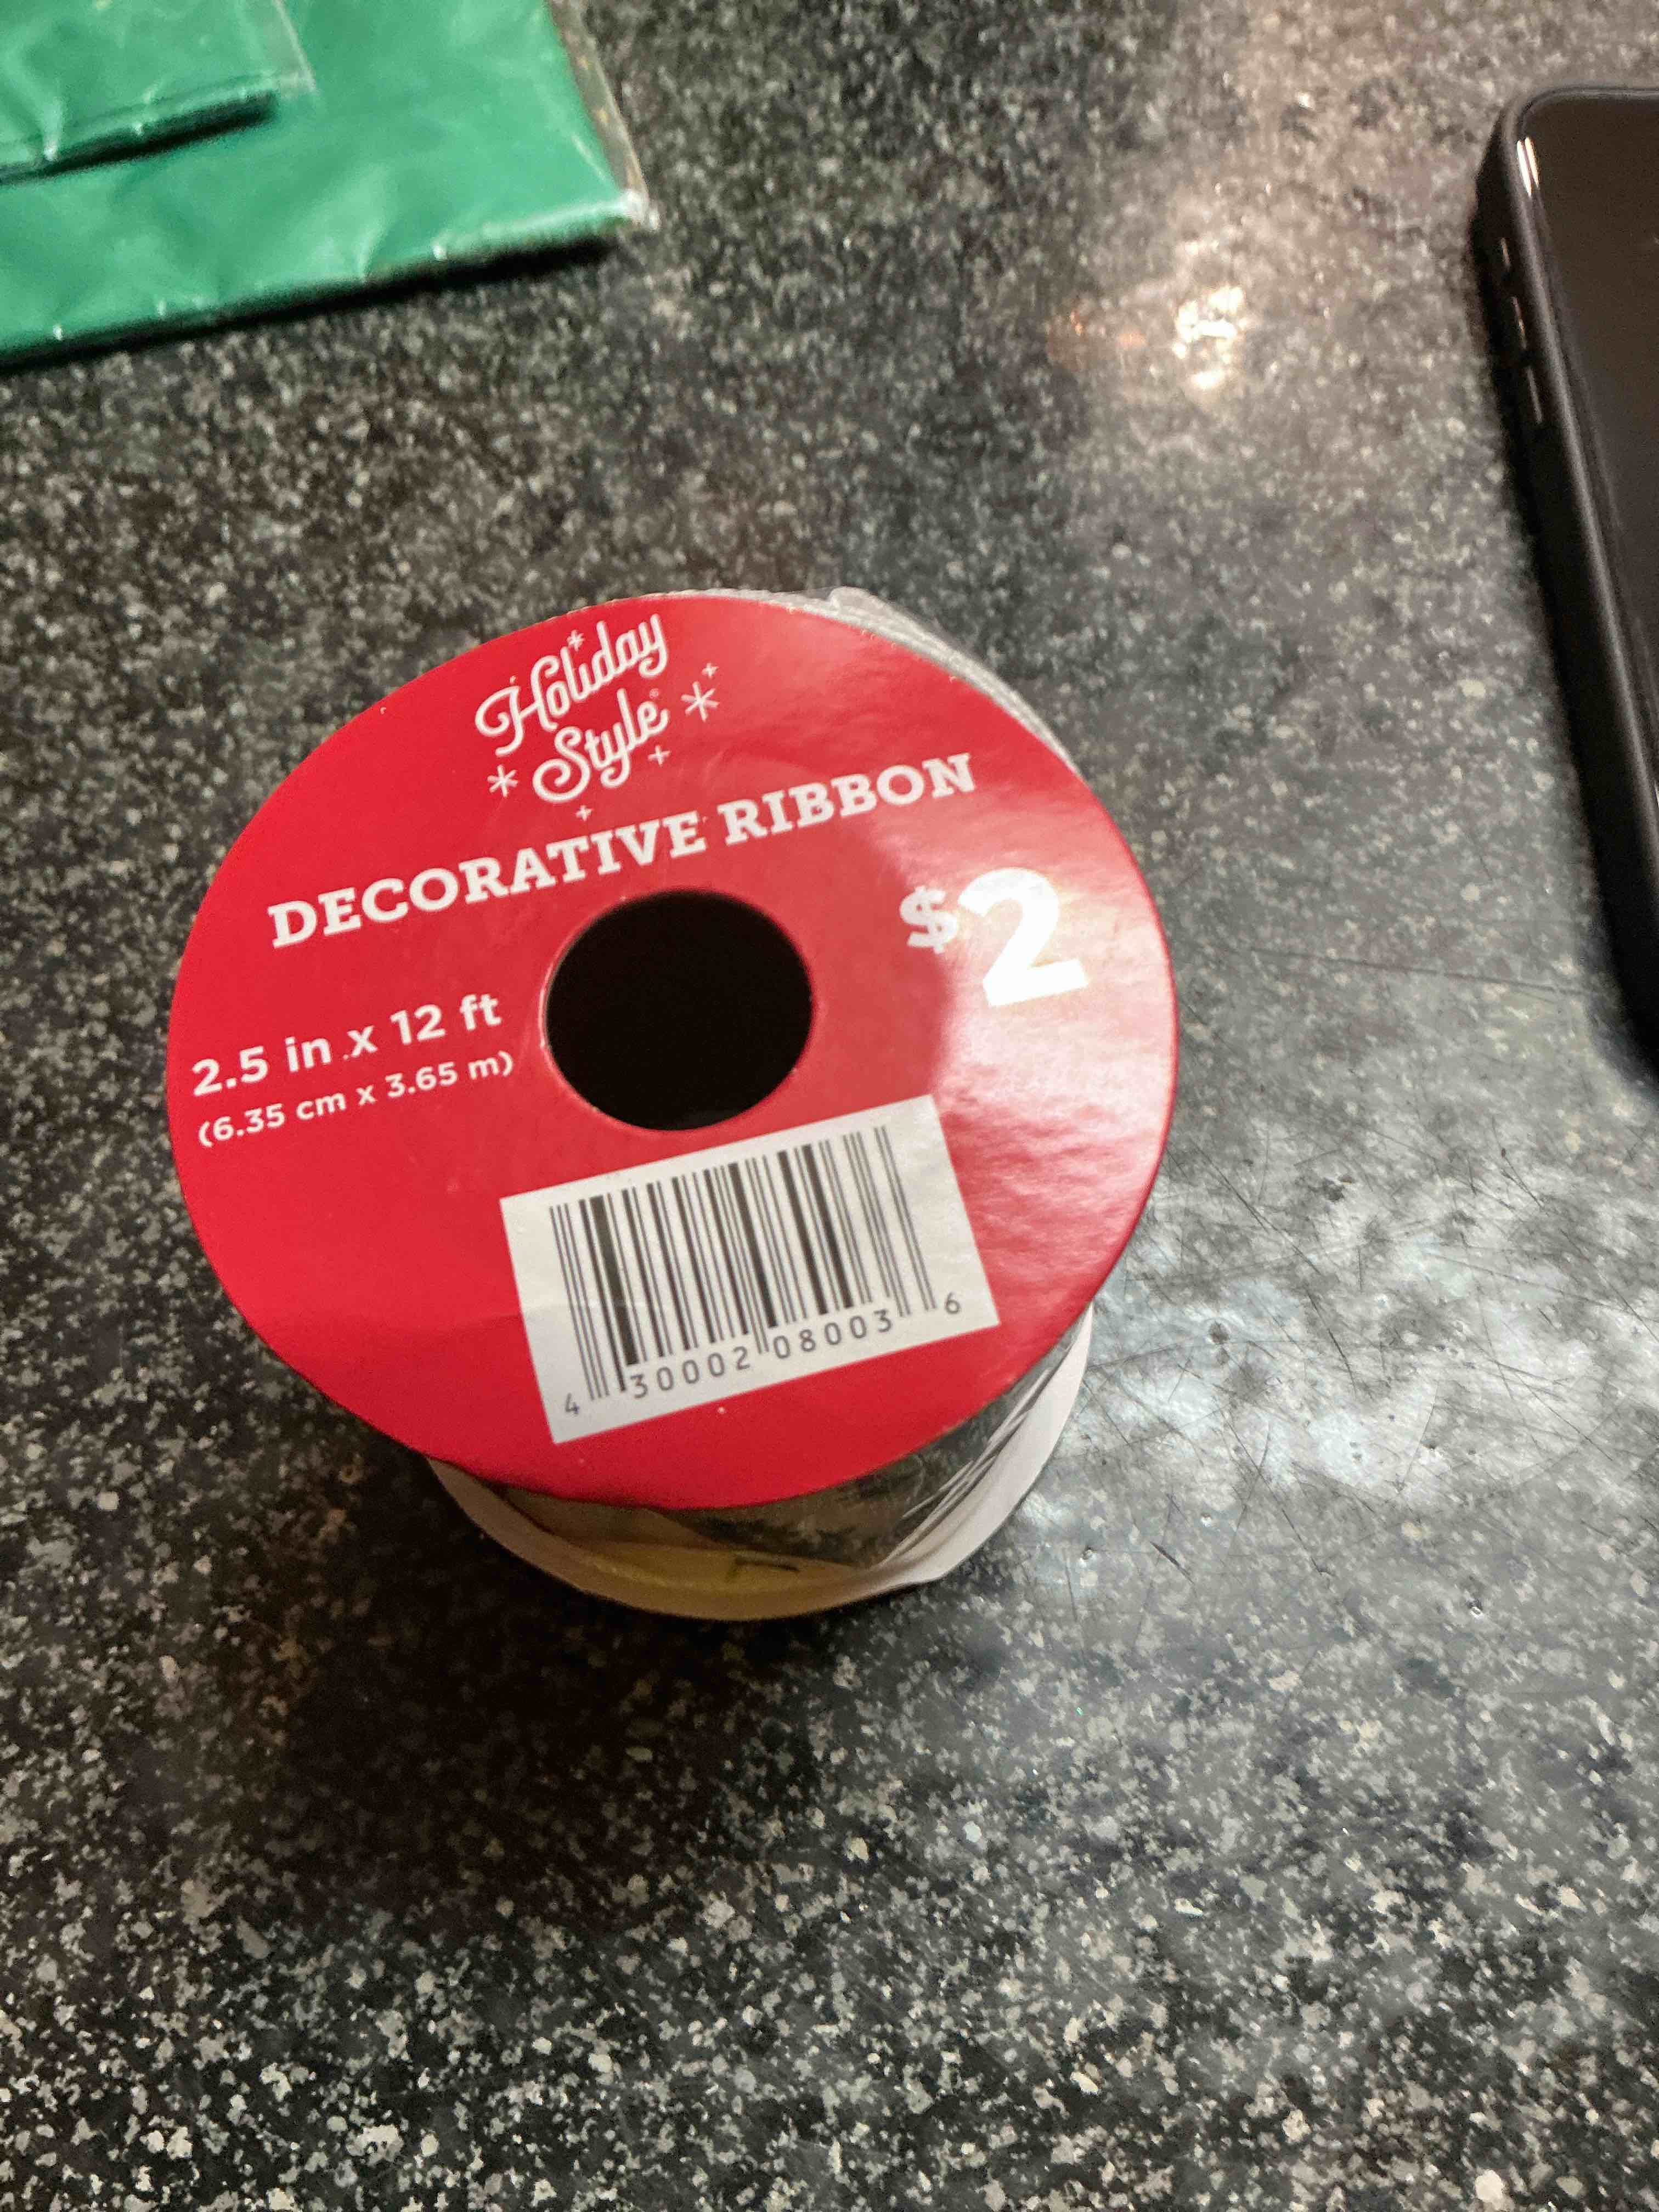 Holiday
Style®
DECORATIVE RIBBON
$2
2.5 in x 12 ft
(6.35 cm x 3.65 m)
4 30002 08003 6